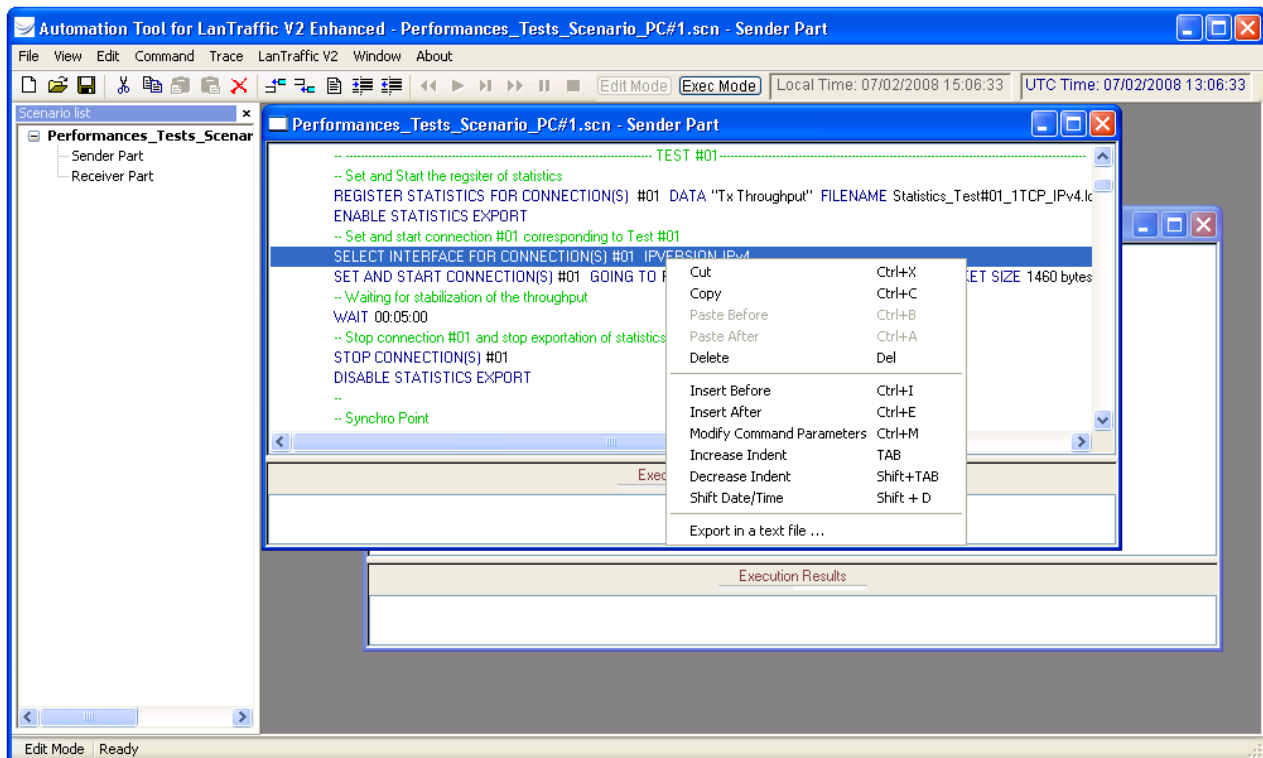 Automation Tool for LanTraffic V2 Enhanced - Performances_Tests_Scenario_PC#1.scn - Sender Part
File View Edit Command Trace LanTraffic V2 Window About
Edit Mode Exec Mode Local Time: 07/02/2008 15:06:33 UTC Time: 07/02/2008 13:06:33
Scenario list
Performances_Tests_Scenar
Sender Part
Receiver Part
Performances_Tests_Scenario_PC#1.scn - Sender Part
-- ---------- TEST #01----------
-- Set and Start the regsiter of statistics
REGISTER STATISTICS FOR CONNECTION(S) #01 DATA "Tx Throughput" FILENAME Statistics_Test#01_1TCP_IPv4.lc
ENABLE STATISTICS EXPORT
-- Set and start connection #01 corresponding to Test #01
SELECT INTERFACE FOR CONNECTION(S) #01 IPVERSION IPv4
SET AND START CONNECTION(S) #01 GOING TO KET SIZE 1460 bytes
-- Waiting for stabilization of the throughput
WAIT 00:05:00
-- Stop connection #01 and stop exportation of statistics
STOP CONNECTION(S) #01
DISABLE STATISTICS EXPORT
--
-- Synchro Point
Cut Ctrl+X
Copy Ctrl+C
Paste Before Ctrl+B
Paste After Ctrl+A
Delete Del
Insert Before Ctrl+I
Insert After Ctrl+E
Modify Command Parameters Ctrl+M
Increase Indent TAB
Decrease Indent Shift+TAB
Shift Date/Time Shift + D
Export in a text file ...
Exec
Execution Results
Edit Mode Ready